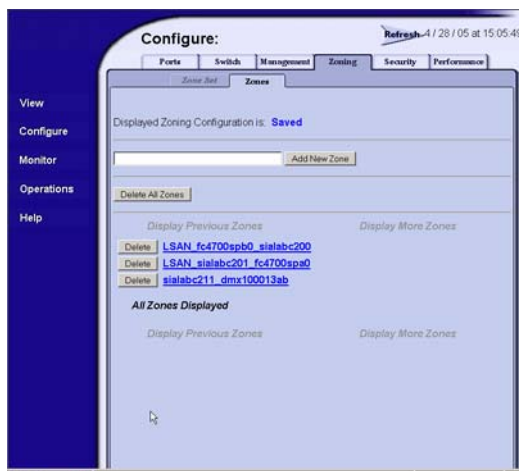 Configure:
Refresh 4 / 28 / 05 at 15:05:49
Ports Switch Management Zoning Security Performance
Zone Set Zones
View
Configure
Monitor
Operations
Help
Displayed Zoning Configuration is: Saved
Add New Zone
Delete All Zones
Display Previous Zones Display More Zones
Delete LSAN_fc4700spb0_sialabc200
Delete LSAN_sialabc201_fc4700spa0
Delete sialabc211_dmx100013ab
All Zones Displayed
Display Previous Zones Display More Zones